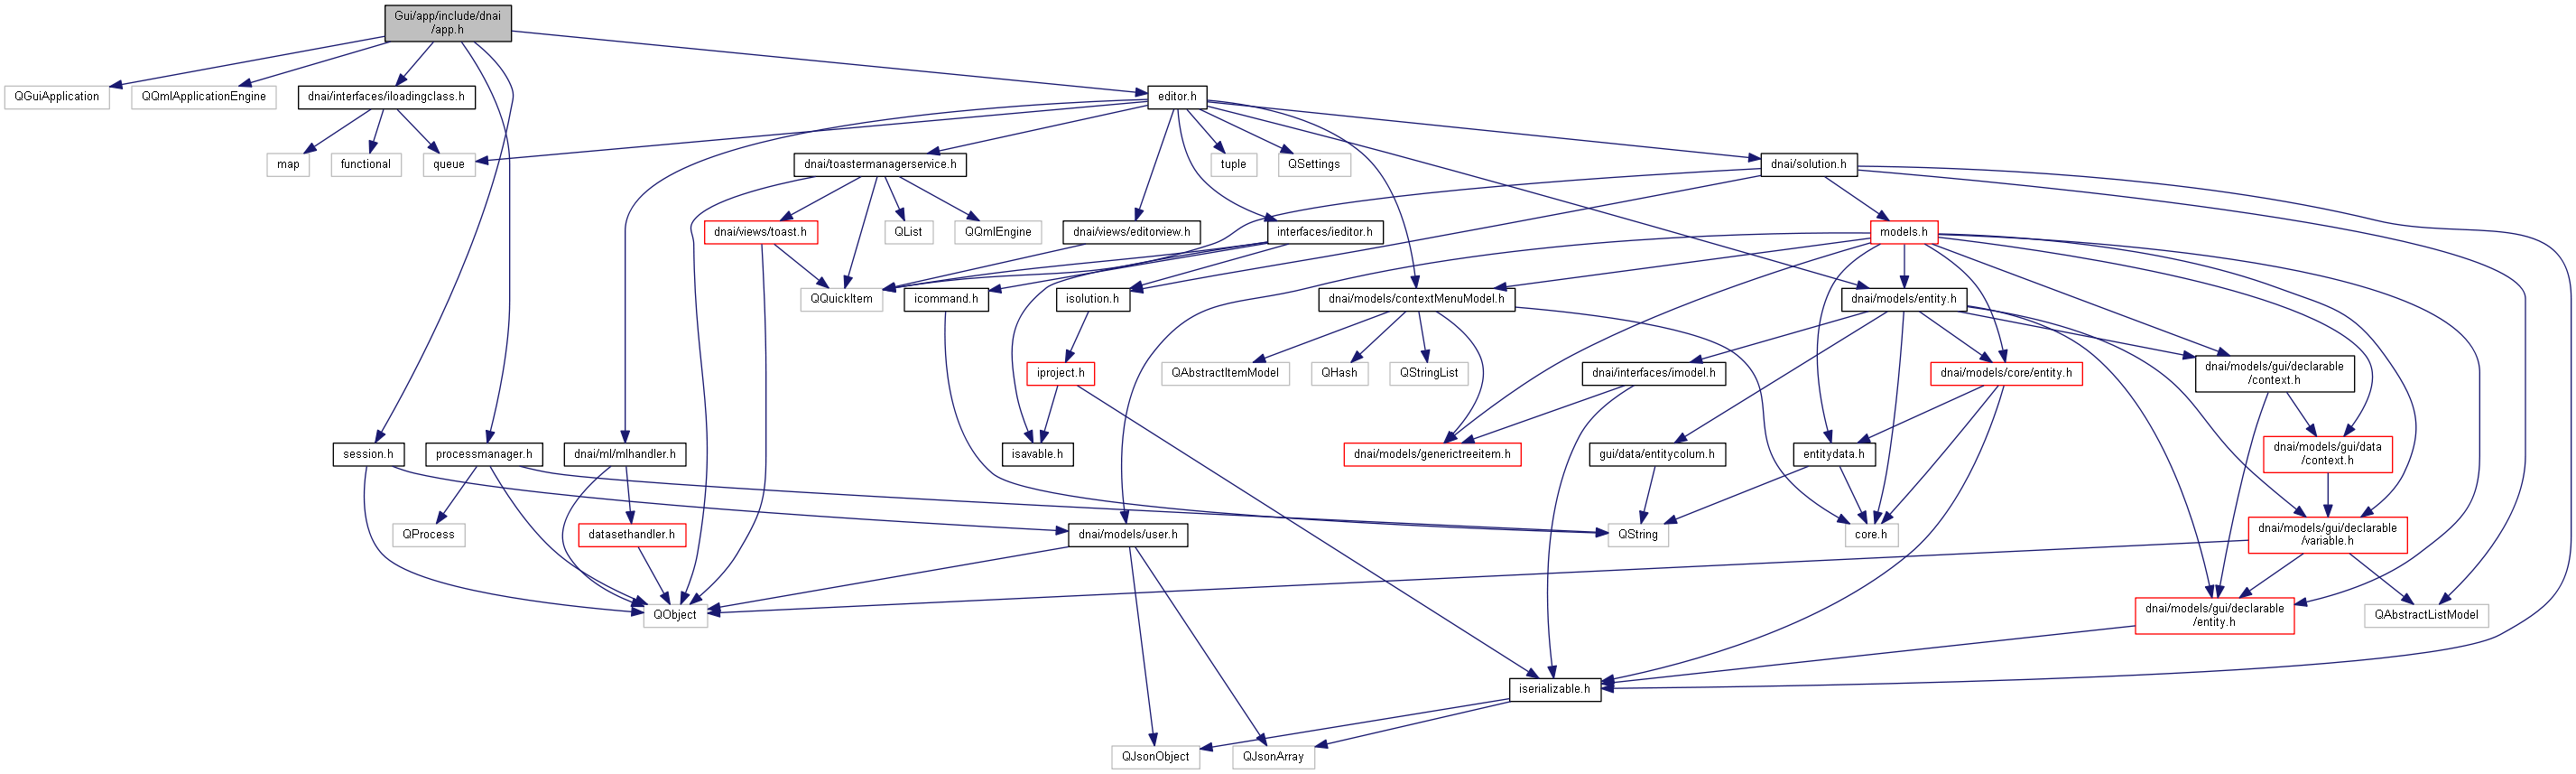 Gui/app/include/dnai
/app.h
QGuiApplication
QQmlApplicationEngine
dnai/interfaces/iloadingclass.h
editor.h
map
functional
queue
dnai/toastermanagerservice.h
tuple
QSettings
dnai/solution.h
dnai/views/toast.h
QList
QQmlEngine
dnai/views/editorview.h
interfaces/ieditor.h
models.h
QQuickItem
icommand.h
isolution.h
dnai/models/contextMenuModel.h
dnai/models/entity.h
iproject.h
QAbstractItemModel
QHash
QStringList
dnai/interfaces/imodel.h
dnai/models/core/entity.h
dnai/models/gui/declarable
/context.h
session.h
processmanager.h
dnai/ml/mlhandler.h
isavable.h
dnai/models/generictreeitem.h
gui/data/entitycolum.h
entitydata.h
dnai/models/gui/data
/context.h
QProcess
datasethandler.h
dnai/models/user.h
QString
core.h
dnai/models/gui/declarable
/variable.h
QObject
dnai/models/gui/declarable
/entity.h
QAbstractListModel
iserializable.h
QJsonObject
QJsonArray